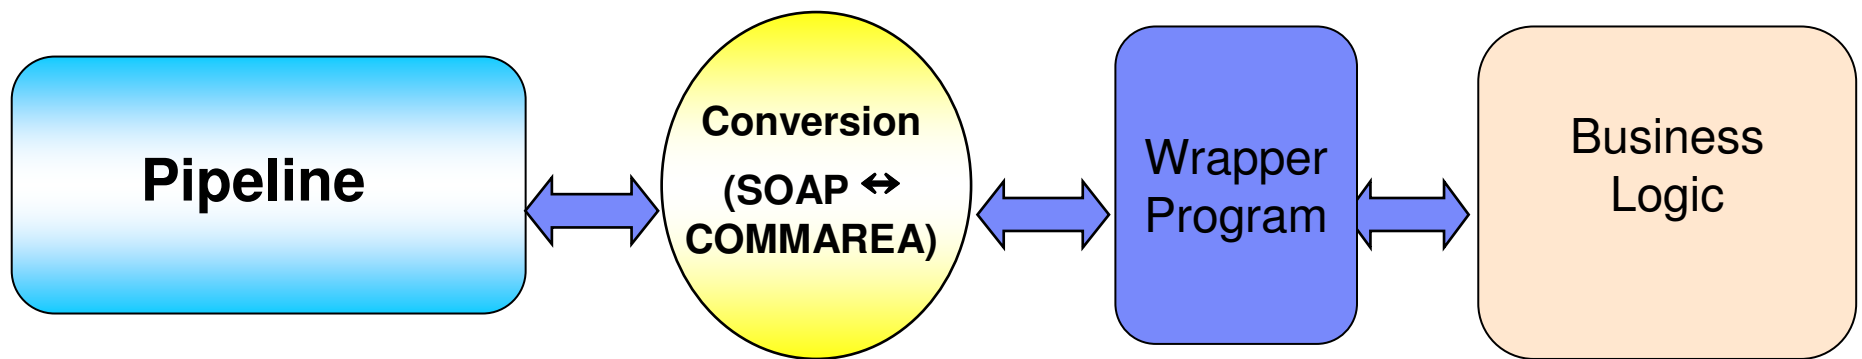 Pipeline
Conversion
(SOAP ↔
COMMAREA)
Wrapper
Program
Business
Logic